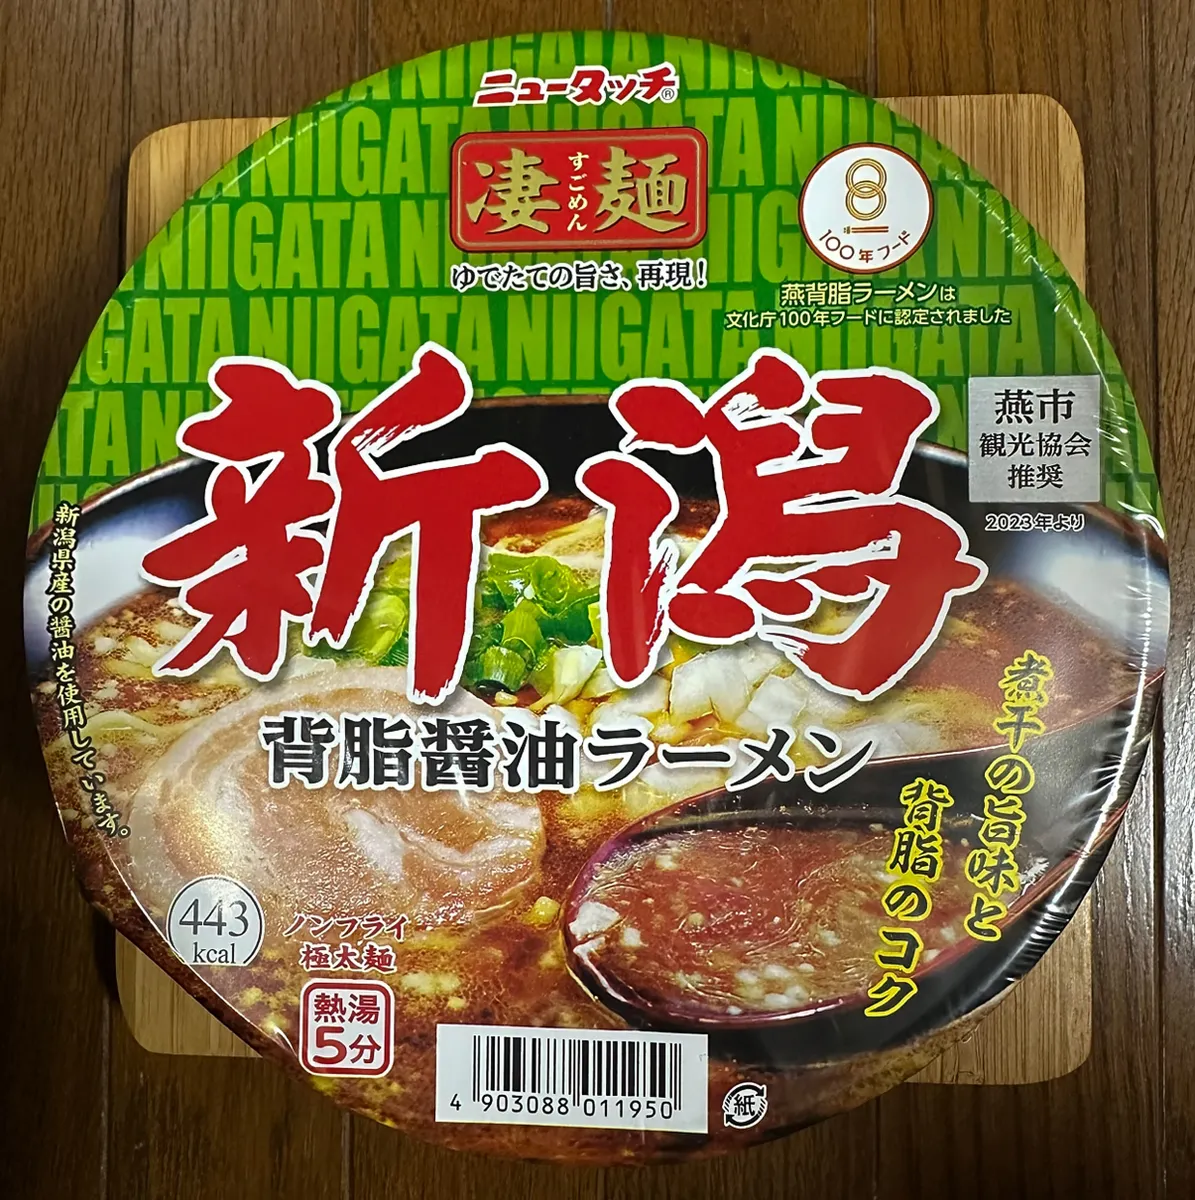 ニュータッチ®
凄麺
すごめん
ゆでたての旨さ、再現!
100年フード
燕背脂ラーメンは
文化庁100年フードに認定されました
NIIGATA NIIGATA NIIGATA
燕市
観光協会
推奨
2023年より
新潟
背脂醤油ラーメン
新潟県産の醤油を使用しています。
煮干の旨味と
背脂のコク
443
kcal
ノンフライ
極太麺
熱湯
5分
4 903088 011950
紙